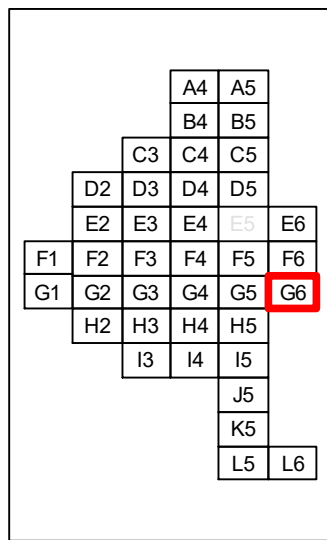 A4 A5
B4 B5
C3 C4 C5
D2 D3 D4 D5
E2 E3 E4 E5 E6
F1 F2 F3 F4 F5 F6
G1 G2 G3 G4 G5 G6
H2 H3 H4 H5
I3 I4 I5
J5
K5
L5 L6